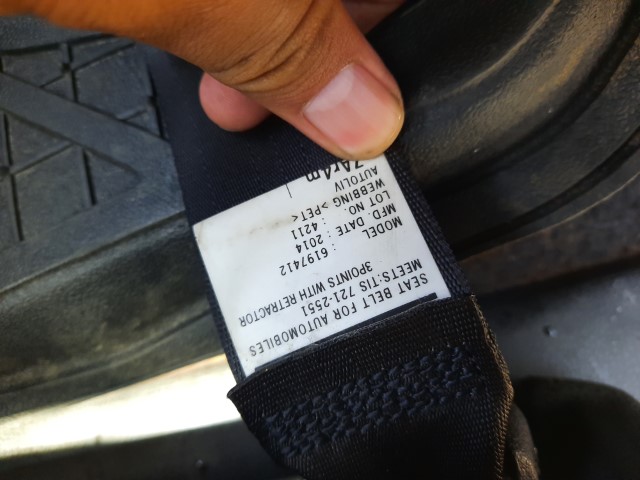 SEAT BELT FOR AUTOMOBILES
MEETS:TIS 721-2551
3POINTS WITH RETRACTOR
MODEL : 6197412
MFD. DATE : 2014
LOT NO. : 4211
WEBBING >PET<
AUTOLIV